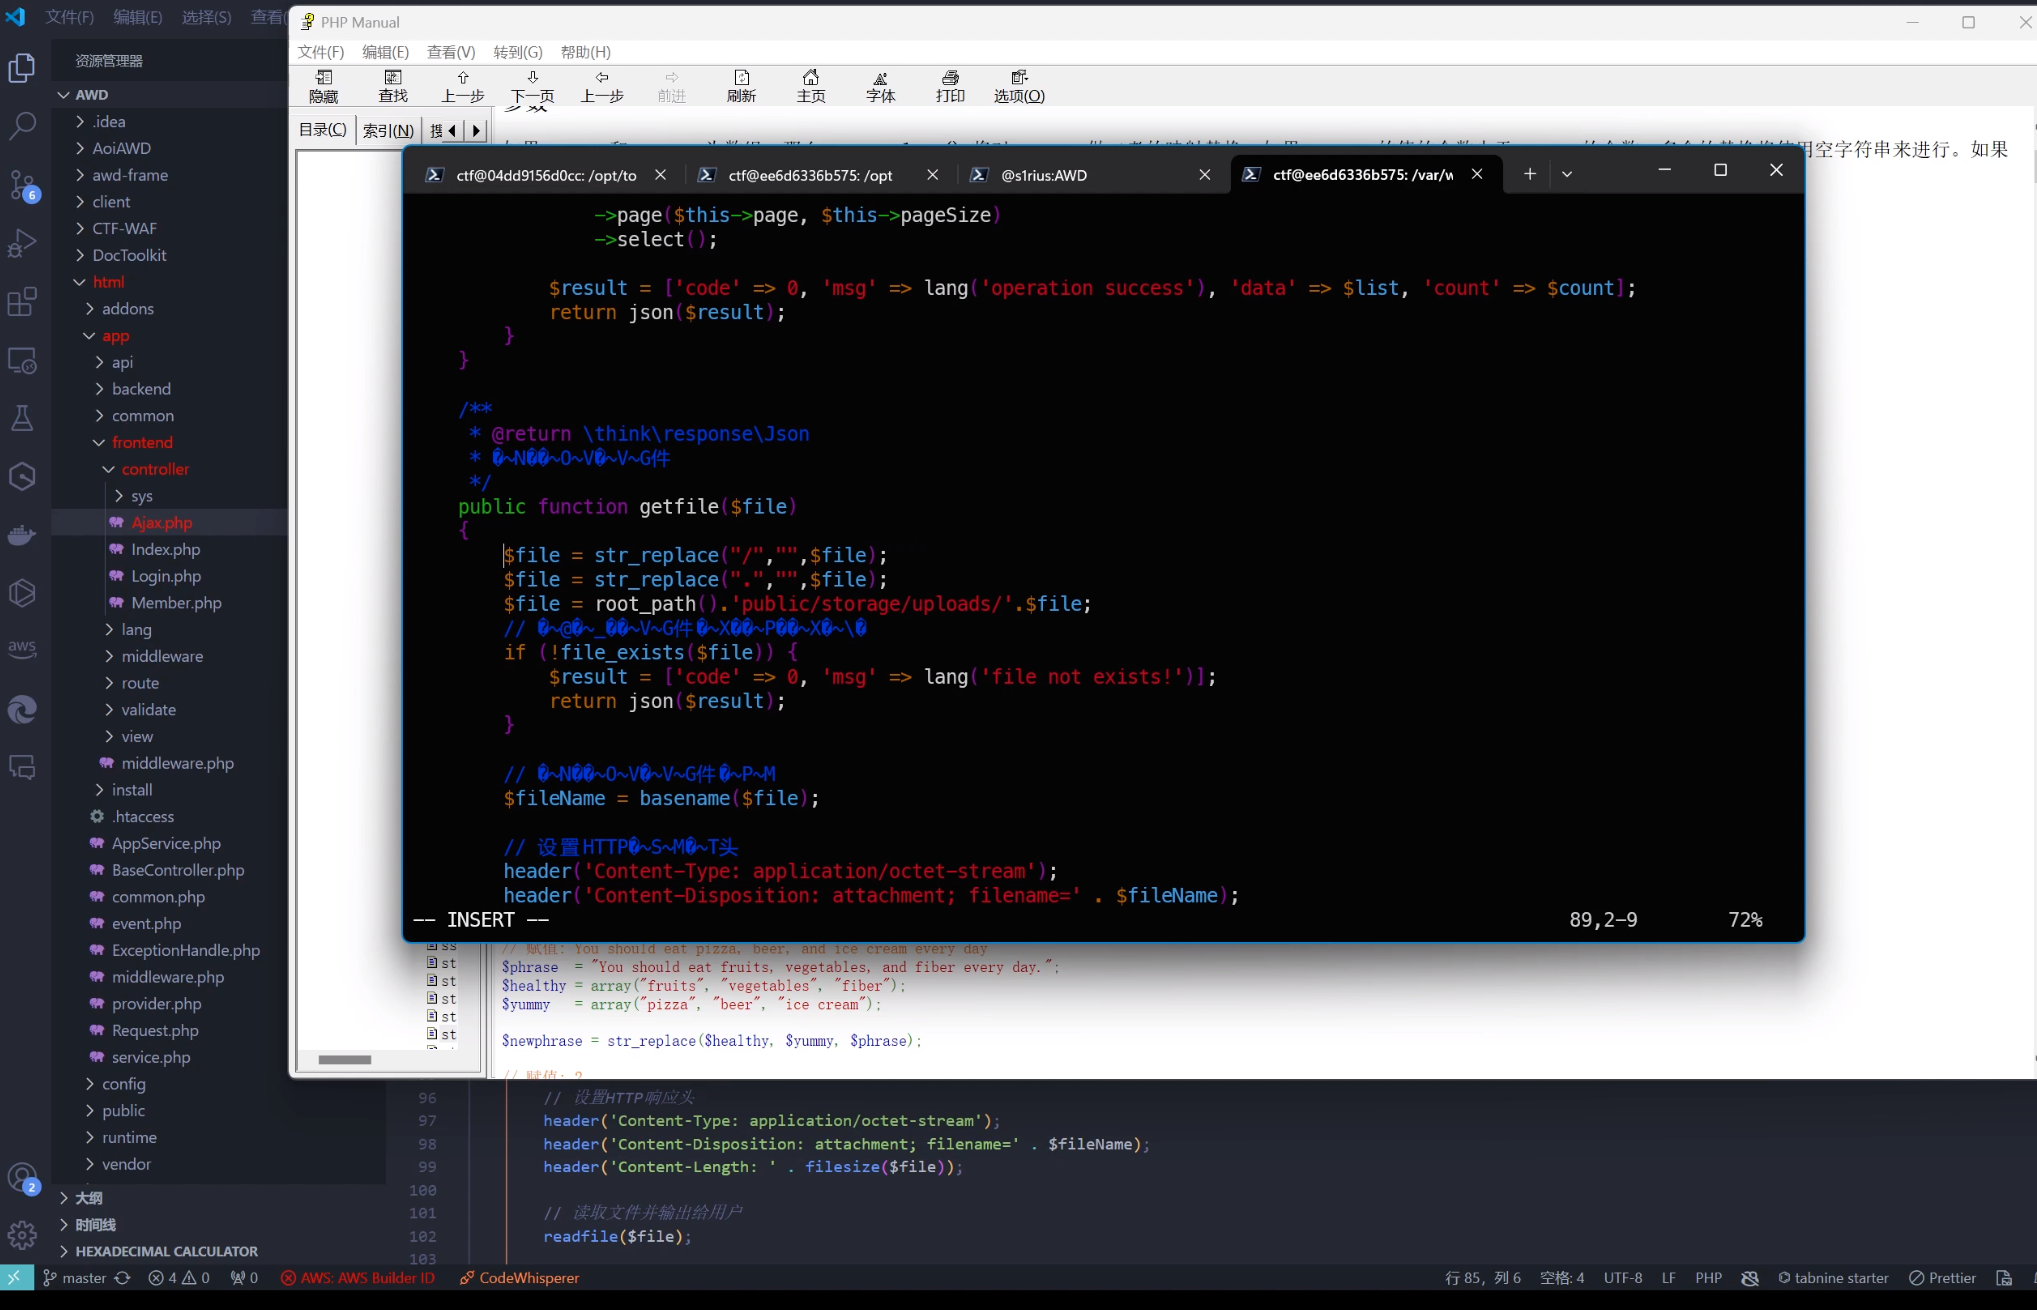 文件(F) 编辑(E) 选择(S) 查看(
资源管理器
AWD
.idea
AoiAWD
awd-frame
client
CTF-WAF
DocToolkit
html
addons
app
api
backend
common
frontend
controller
sys
Ajax.php
Index.php
Login.php
Member.php
lang
middleware
route
validate
view
middleware.php
install
.htaccess
AppService.php
BaseController.php
common.php
event.php
ExceptionHandle.php
middleware.php
provider.php
Request.php
service.php
config
public
runtime
vendor
大纲
时间线
HEXADECIMAL CALCULATOR
6
aws
2
PHP Manual
文件(F) 编辑(E) 查看(V) 转到(G) 帮助(H)
隐藏 查找 上一步 下一页 上一步 前进 刷新 主页 字体 打印 选项(O)
目录(C) 索引(N) 搜
用空字符串来进行。如果
ctf@04dd9156d0cc: /opt/to ctf@ee6d6336b575: /opt @s1rius:AWD ctf@ee6d6336b575: /var/w
->page($this->page, $this->pageSize)
->select();
$result = ['code' => 0, 'msg' => lang('operation success'), 'data' => $list, 'count' => $count];
return json($result);
}
}
/**
* @return \think\response\Json
* �~N��~O~V�~V~G件
*/
public function getfile($file)
{
$file = str_replace("/","",$file);
$file = str_replace(".","",$file);
$file = root_path().'public/storage/uploads/'.$file;
// �~@�~_��~V~G件�~X��~P��~X�~\�
if (!file_exists($file)) {
$result = ['code' => 0, 'msg' => lang('file not exists!')];
return json($result);
}
// �~N��~O~V�~V~G件�~P~M
$fileName = basename($file);
// 设置HTTP�~S~M�~T头
header('Content-Type: application/octet-stream');
header('Content-Disposition: attachment; filename=' . $fileName);
-- INSERT -- 89,2-9 72%
ss
st
st
st
st
st
// 赋值: You should eat pizza, beer, and ice cream every day
$phrase = "You should eat fruits, vegetables, and fiber every day.";
$healthy = array("fruits", "vegetables", "fiber");
$yummy = array("pizza", "beer", "ice cream");
$newphrase = str_replace($healthy, $yummy, $phrase);
// 赋值: 2
96 // 设置HTTP响应头
97 header('Content-Type: application/octet-stream');
98 header('Content-Disposition: attachment; filename=' . $fileName);
99 header('Content-Length: ' . filesize($file));
100
101 // 读取文件并输出给用户
102 readfile($file);
103
master 4 0 0 AWS: AWS Builder ID CodeWhisperer 行 85，列 6 空格: 4 UTF-8 LF PHP tabnine starter Prettier